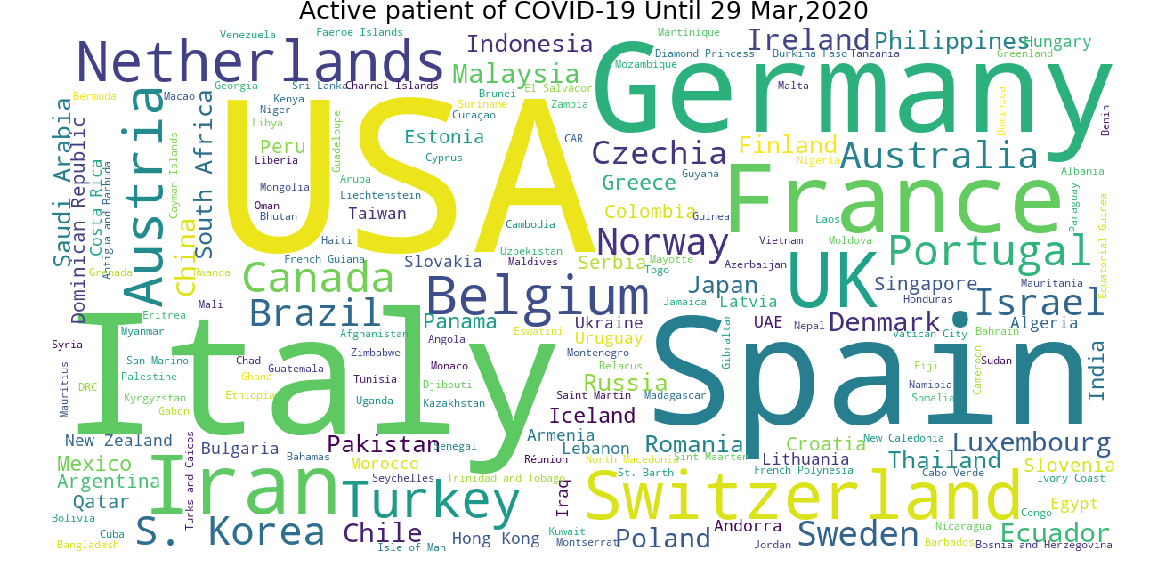 Active patient of COVID-19 Until 29 Mar,2020
Venezuela
Faeroe Islands
Martinique
Netherlands
Indonesia
Ireland
Philippines
Hungary
Diamond Princess
Burkina Faso
Tanzania
Greenland
Georgia
Sri Lanka
Channel Islands
Malaysia
Mozambique
Germany
Malta
Bermuda
Macao
Kenya
Brunei
El Salvador
Niger
Suriname
Zambia
Curaçao
Libya
Guadeloupe
USA
Estonia
CAR
Dominica
Benin
Saudi Arabia
Dominican Republic
Costa Rica
Antigua and Barbuda
Austria
Cayman Islands
South Africa
Peru
Liberia
Cyprus
Czechia
Finland
Nigeria
Australia
Albania
Mongolia
Aruba
Liechtenstein
Greece
Guyana
France
Paraguay
Oman
Bhutan
Taiwan
Colombia
Guinea
Laos
Equatorial Guinea
China
Cambodia
Haiti
Norway
Vietnam
Moldova
Portugal
Grenada
Rwanda
French Guiana
Slovakia
Uzbekistan
Maldives
Serbia
Mayotte
Togo
Azerbaijan
Canada
Belgium
Japan
UK
Singapore
Mauritania
Mali
Brazil
Jamaica
Latvia
Honduras
Israel
Eritrea
Italy
Panama
Ukraine
Spain
Gibraltar
UAE
Nepal
Denmark
Algeria
Myanmar
Afghanistan
Angola
Eswatini
Uruguay
Vatican City
Bahrain
Syria
San Marino
Chad
Zimbabwe
Montenegro
India
Guatemala
Monaco
Belarus
Fiji
Cameroon
Sudan
Mauritius
DRC
Palestine
Ghana
Tunisia
Djibouti
Russia
Namibia
Kyrgyzstan
Ethiopia
Uganda
Kazakhstan
Saint Martin
Madagascar
Somalia
Gabon
Iceland
New Zealand
Turks and Caicos
Bulgaria
Bahamas
Pakistan
Senegal
Armenia
Lebanon
Romania
Croatia
New Caledonia
Luxembourg
Mexico
Iran
Morocco
Réunion
North Macedonia
Sint Maarten
Lithuania
Thailand
Slovenia
Argentina
Seychelles
Trinidad and Tobago
St. Barth
French Polynesia
Cabo Verde
Ivory Coast
Qatar
Turkey
Iraq
Switzerland
Egypt
Bolivia
Congo
Cuba
S. Korea
Chile
Hong Kong
Kuwait
Andorra
Sweden
Nicaragua
Ecuador
Bangladesh
Isle of Man
Montserrat
Poland
Jordan
Barbados
Bosnia and Herzegovina